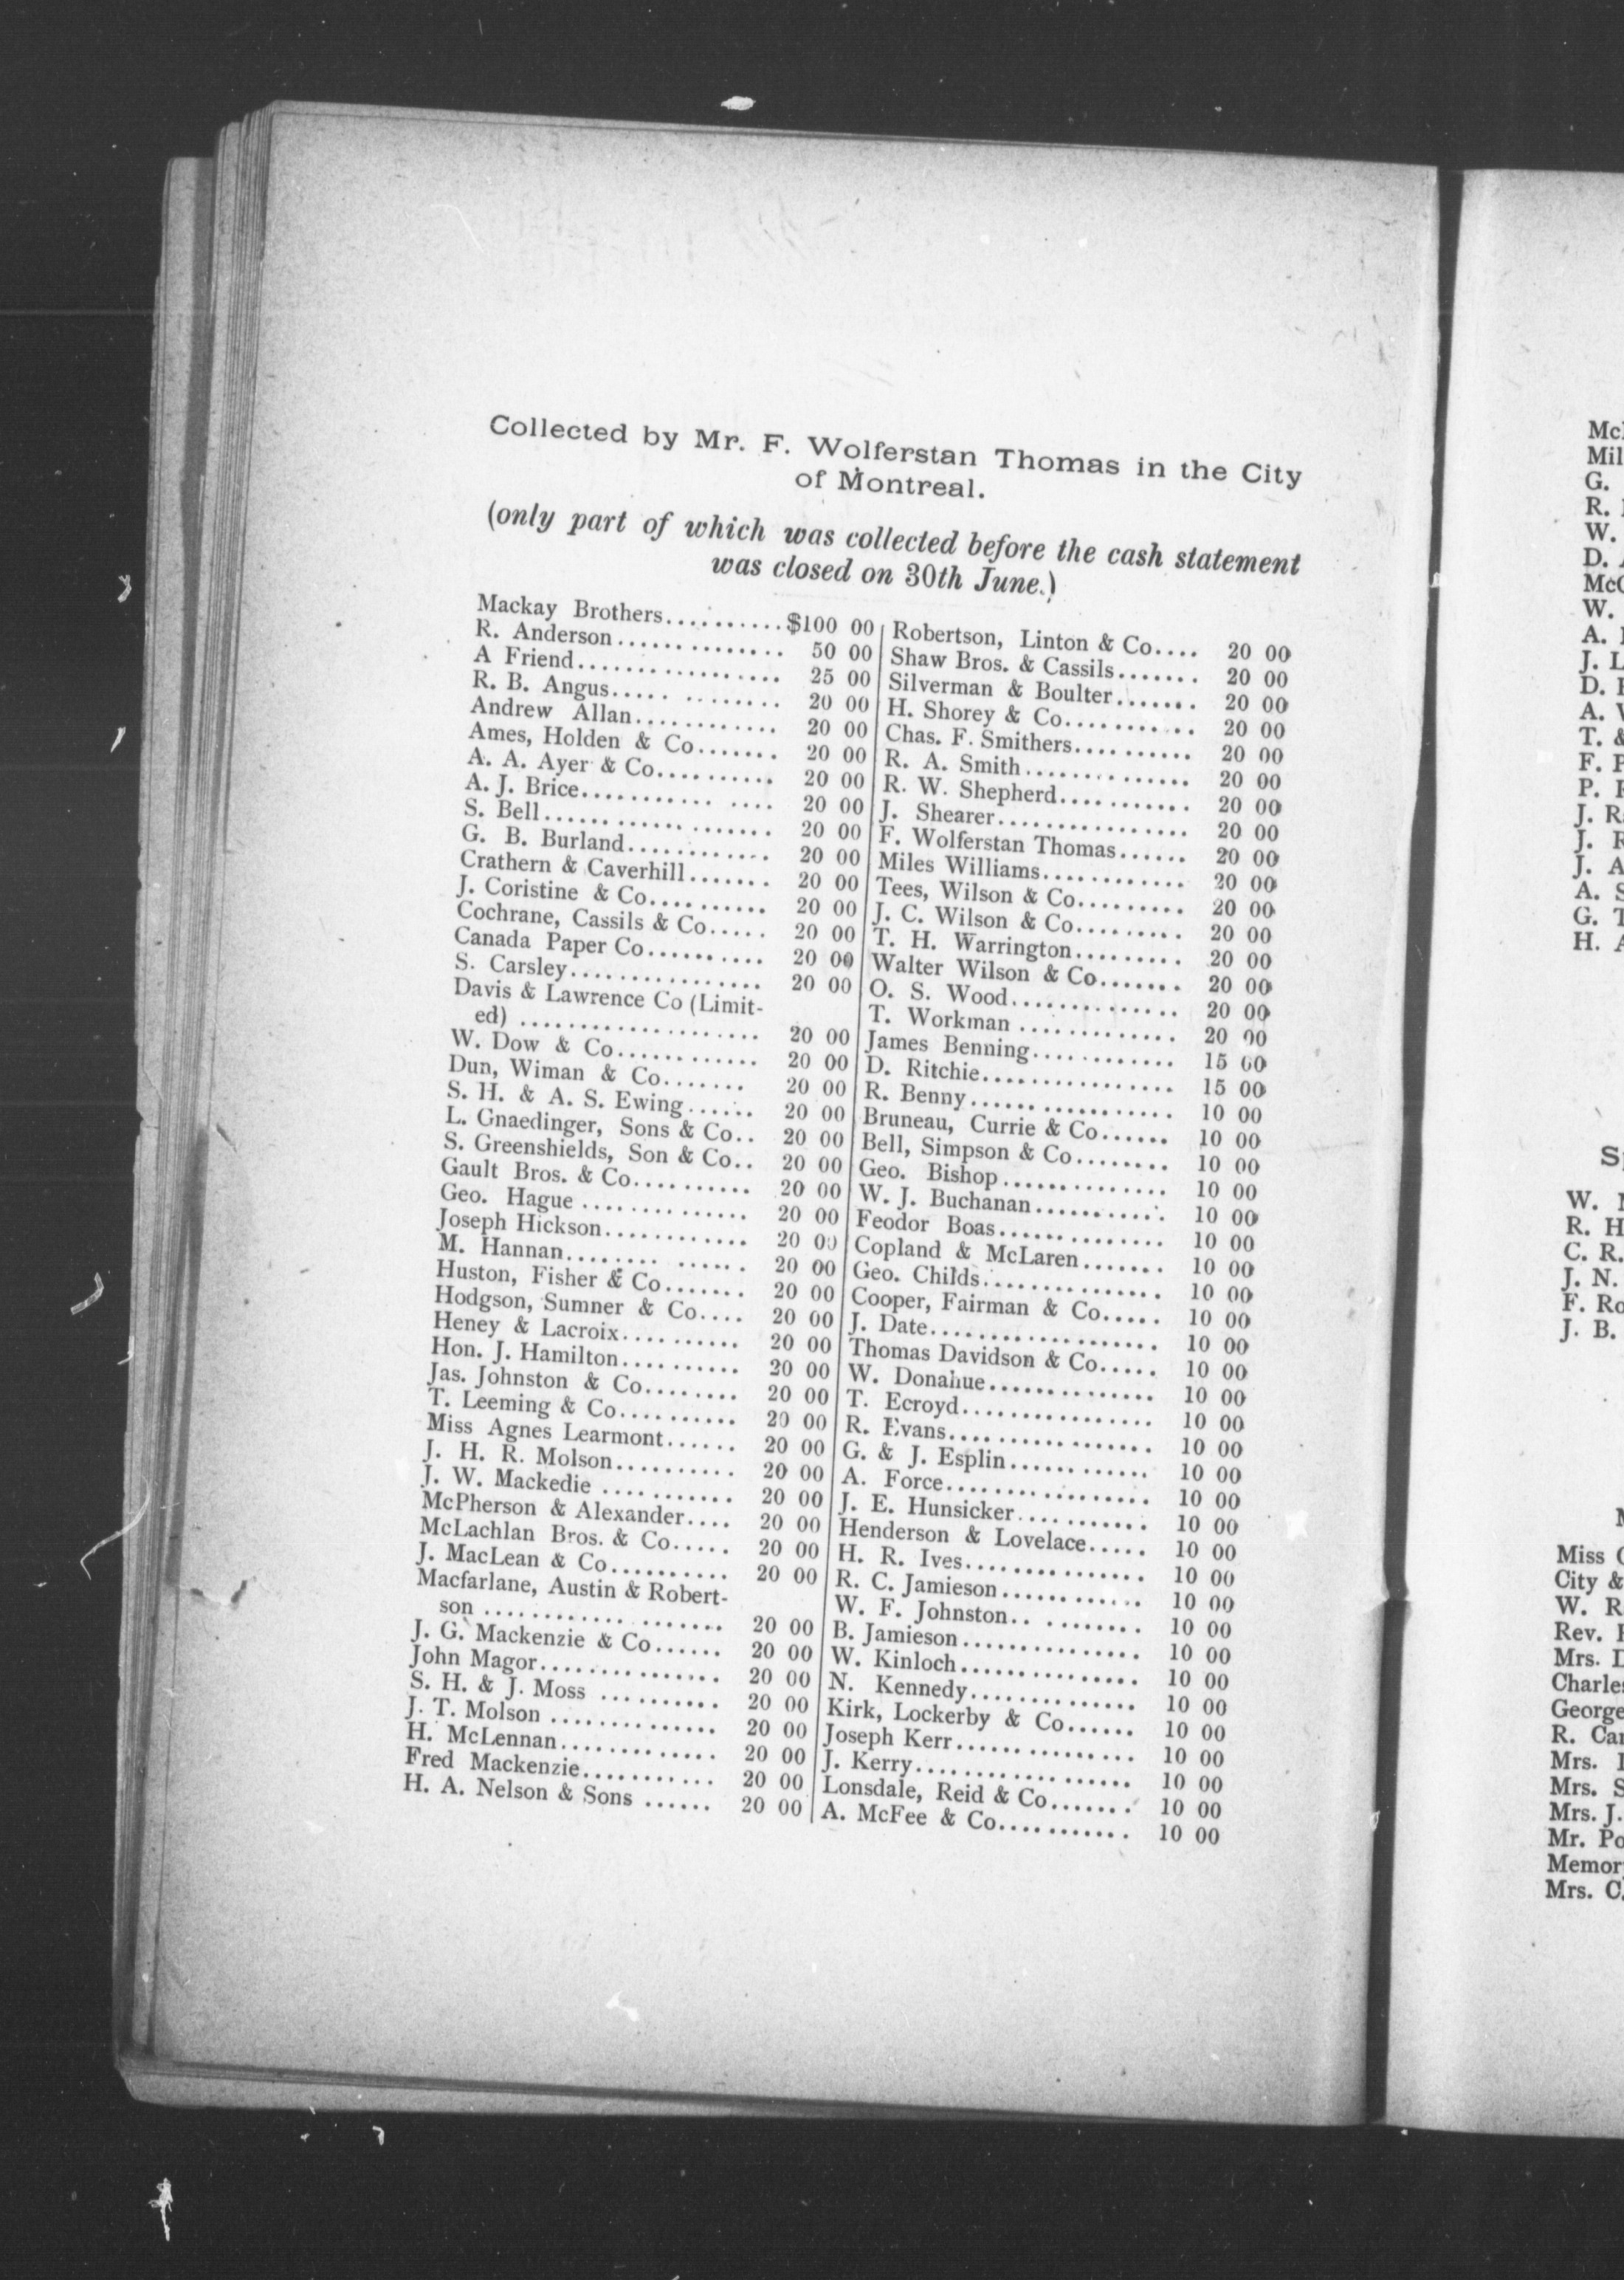 Collected by Mr. F. Wolferstan Thomas in the City
of Montreal.
(only part of which was collected before the cash statement
was closed on 30th June.)
Mackay Brothers..........$100 00
R. Anderson.............. 50 00
A Friend................. 25 00
R. B. Angus..... ........ 20 00
Andrew Allan............ 20 00
Ames, Holden & Co....... 20 00
A. A. Ayer & Co.......... 20 00
A. J. Brice........... .... 20 00
S. Bell................... 20 00
G. B. Burland............ 20 00
Crathern & Caverhill....... 20 00
J. Coristine & Co.......... 20 00
Cochrane, Cassils & Co..... 20 00
Canada Paper Co.......... 20 00
S. Carsley................ 20 00
Davis & Lawrence Co (Limit-
ed) .................... 20 00
W. Dow & Co............ 20 00
Dun, Wiman & Co....... 20 00
S. H. & A. S. Ewing...... 20 00
L. Gnaedinger, Sons & Co.. 20 00
S. Greenshields, Son & Co.. 20 00
Gault Bros. & Co.......... 20 00
Geo. Hague .............. 20 00
Joseph Hickson............ 20 00
M. Hannan........ ...... 20 00
Huston, Fisher & Co....... 20 00
Hodgson, Sumner & Co.... 20 00
Heney & Lacroix.......... 20 00
Hon. J. Hamilton.......... 20 00
Jas. Johnston & Co........ 20 00
T. Leeming & Co.......... 20 00
Miss Agnes Learmont...... 20 00
J. H. R. Molson.......... 20 00
J. W. Mackedie ........... 20 00
McPherson & Alexander.... 20 00
McLachlan Bros. & Co..... 20 00
J. MacLean & Co.......... 20 00
Macfarlane, Austin & Robert-
son ............ ....... 20 00
J. G. Mackenzie & Co...... 20 00
John Magor............... 20 00
S. H. & J. Moss .......... 20 00
J. T. Molson .............. 20 00
H. McLennan............. 20 00
Fred Mackenzie........... 20 00
H. A. Nelson & Sons ...... 20 00
Robertson, Linton & Co.... 20 00
Shaw Bros. & Cassils....... 20 00
Silverman & Boulter....... 20 00
H. Shorey & Co........... 20 00
Chas. F. Smithers.......... 20 00
R. A. Smith.............. 20 00
R. W. Shepherd........... 20 00
J. Shearer................ 20 00
F. Wolferstan Thomas...... 20 00
Miles Williams............ 20 00
Tees, Wilson & Co......... 20 00
J. C. Wilson & Co......... 20 00
T. H. Warrington......... 20 00
Walter Wilson & Co....... 20 00
O. S. Wood.............. 20 00
T. Workman ............. 20 00
James Benning............ 15 00
D. Ritchie................ 15 00
R. Benny................. 10 00
Bruneau, Currie & Co...... 10 00
Bell, Simpson & Co........ 10 00
Geo. Bishop.............. 10 00
W. J. Buchanan........... 10 00
Feodor Boas.............. 10 00
Copland & McLaren....... 10 00
Geo. Childs............... 10 00
Cooper, Fairman & Co..... 10 00
J. Date................... 10 00
Thomas Davidson & Co..... 10 00
W. Donahue.............. 10 00
T. Ecroyd................ 10 00
R. Evans................. 10 00
G. & J. Esplin............ 10 00
A. Force................. 10 00
J. E. Hunsicker........... 10 00
Henderson & Lovelace..... 10 00
H. R. Ives............... 10 00
R. C. Jamieson............ 10 00
W. F. Johnston.. ........ 10 00
B. Jamieson............... 10 00
W. Kinloch............... 10 00
N. Kennedy.............. 10 00
Kirk, Lockerby & Co...... 10 00
Joseph Kerr............... 10 00
J. Kerry.................. 10 00
Lonsdale, Reid & Co....... 10 00
A. McFee & Co........... 10 00
G.
R.
W.
D.
W.
A.
J.
D.
A.
T. &
F.
P.
J.
J.
J.
A.
G.
H.
W.
R. H
C. R.
J. N.
F.
J. B.
Miss
City &
W. R
Rev.
Mrs.
R.
Mrs.
Mrs.
Mrs. J.
Mr.
Mrs. C.